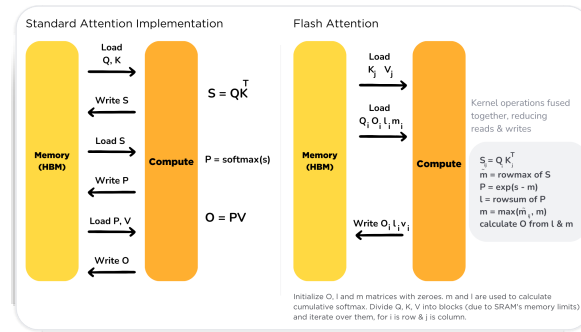 Standard Attention Implementation
Load
Q, K
Write S
Load S
Write P
Load P, V
Write O
Memory
(HBM)
Compute
S = QK^T
P = softmax(s)
O = PV
Flash Attention
Load
K_j V_j
Load
Q_i O_i l_i m_i
Write O_i l_i v_i
Memory
(HBM)
Compute
Kernel operations fused
together, reducing
reads & writes
S_ij = Q_i K_j^T
m̃ = rowmax of S
P = exp(s - m)
l = rowsum of P
m = max(m̃_i, m)
calculate O from l & m
Initialize O, l and m matrices with zeroes. m and l are used to calculate
cumulative softmax. Divide Q, K, V into blocks (due to SRAM's memory limits)
and iterate over them, for i is row & j is column.